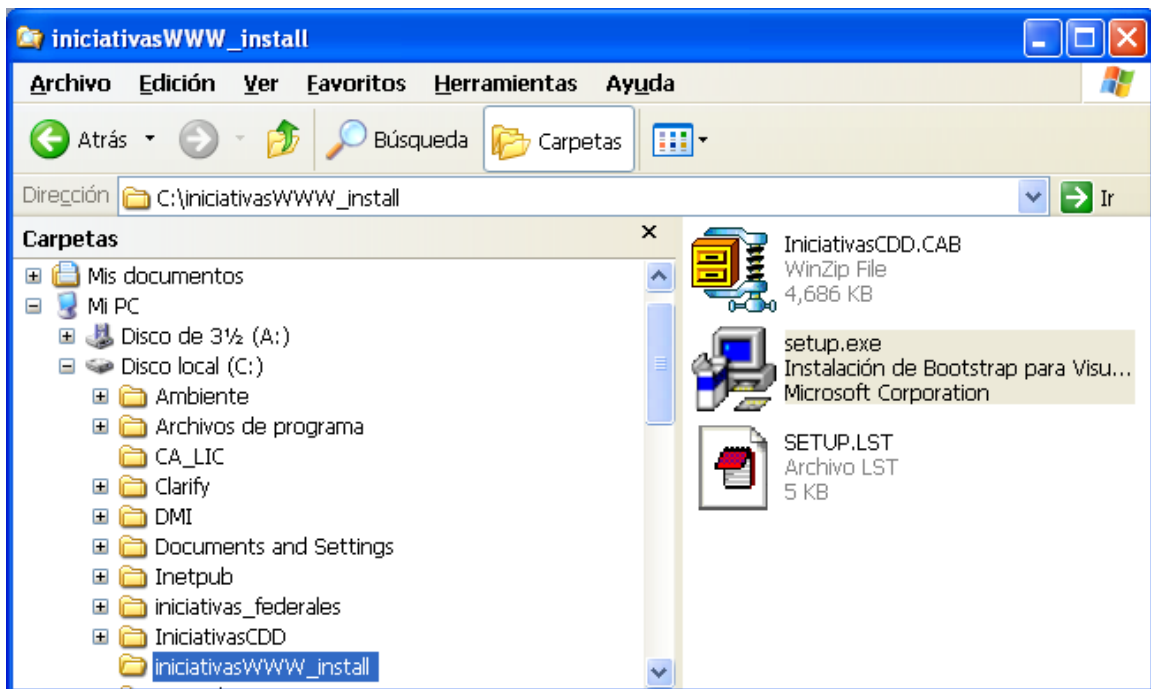 iniciativasWWW_install
Archivo Edición Ver Favoritos Herramientas Ayuda
Atrás Búsqueda Carpetas
Dirección C:\iniciativasWWW_install Ir
Carpetas
Mis documentos
Mi PC
Disco de 3½ (A:)
Disco local (C:)
Ambiente
Archivos de programa
CA_LIC
Clarify
DMI
Documents and Settings
Inetpub
iniciativas_federales
IniciativasCDD
iniciativasWWW_install
IniciativasCDD.CAB
WinZip File
4,686 KB
setup.exe
Instalación de Bootstrap para Visu...
Microsoft Corporation
SETUP.LST
Archivo LST
5 KB